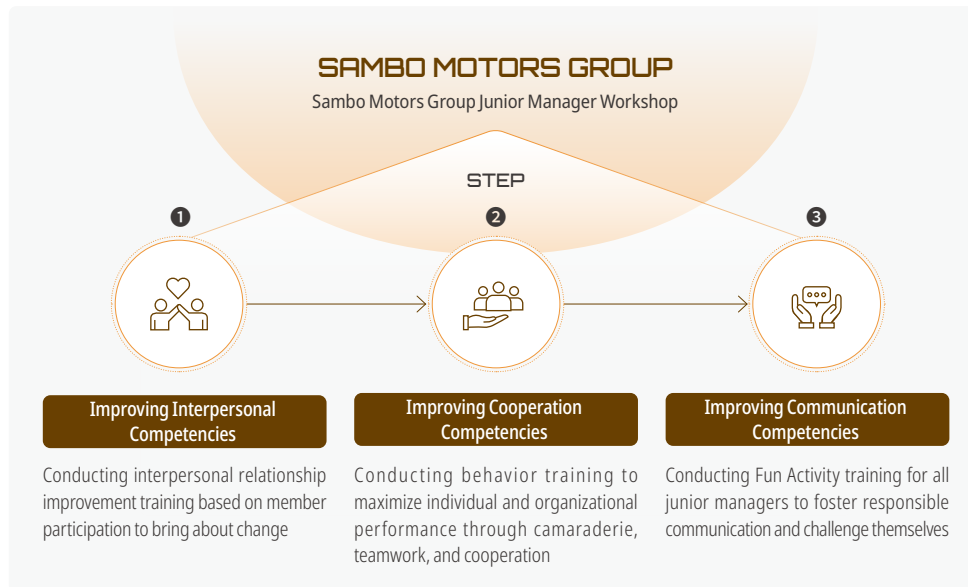 SAMBO MOTORS GROUP
Sambo Motors Group Junior Manager Workshop
STEP
1
2
3
Improving Interpersonal
Competencies
Conducting interpersonal relationship
improvement training based on member
participation to bring about change
Improving Cooperation
Competencies
Conducting behavior training to
maximize individual and organizational
performance through camaraderie,
teamwork, and cooperation
Improving Communication
Competencies
Conducting Fun Activity training for all
junior managers to foster responsible
communication and challenge themselves